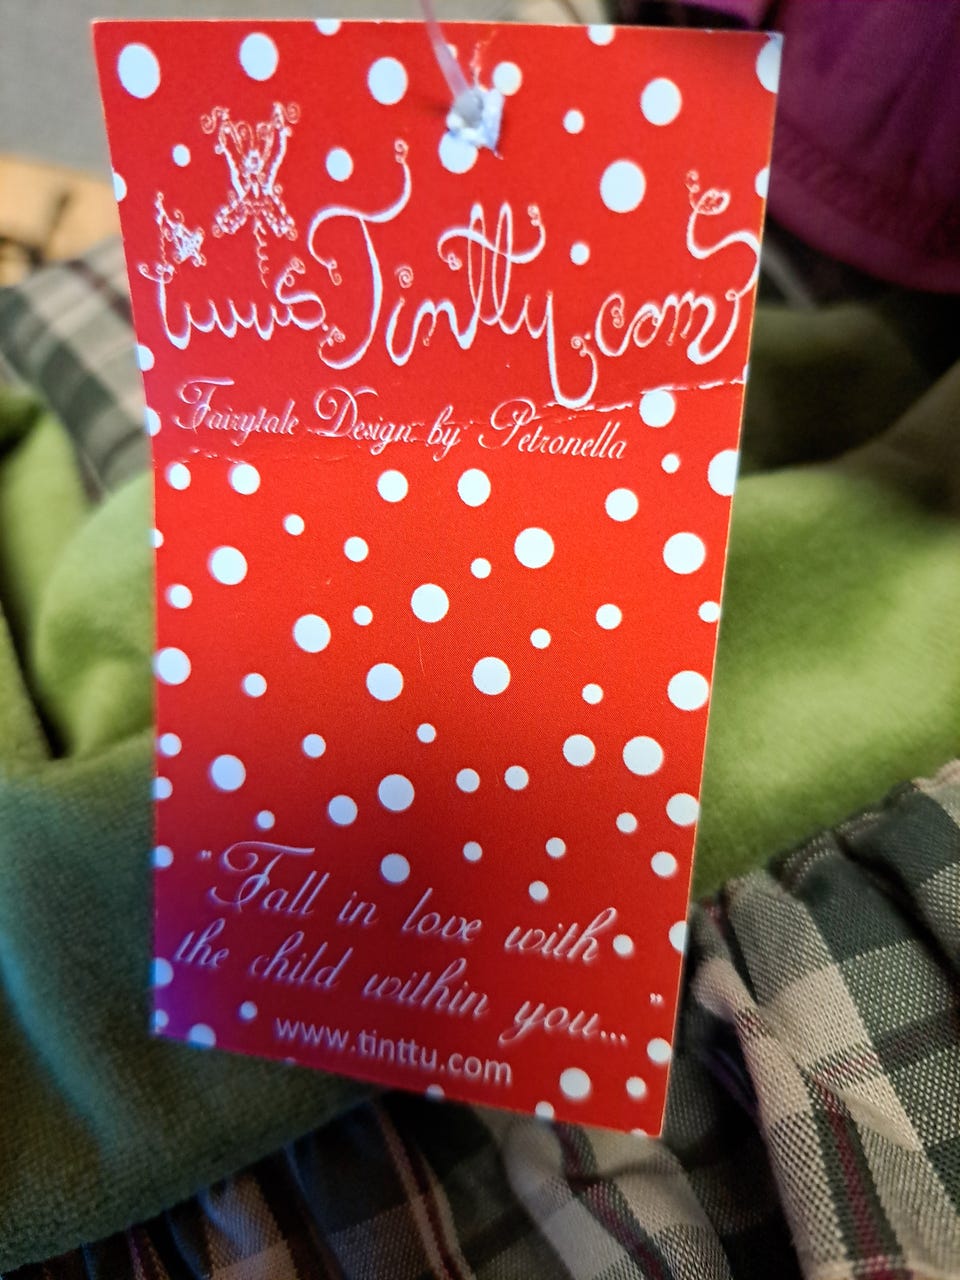 www.Tinttu.com
Fairytale Design by Petronella
"Fall in love with
the child within you..."
www.tinttu.com